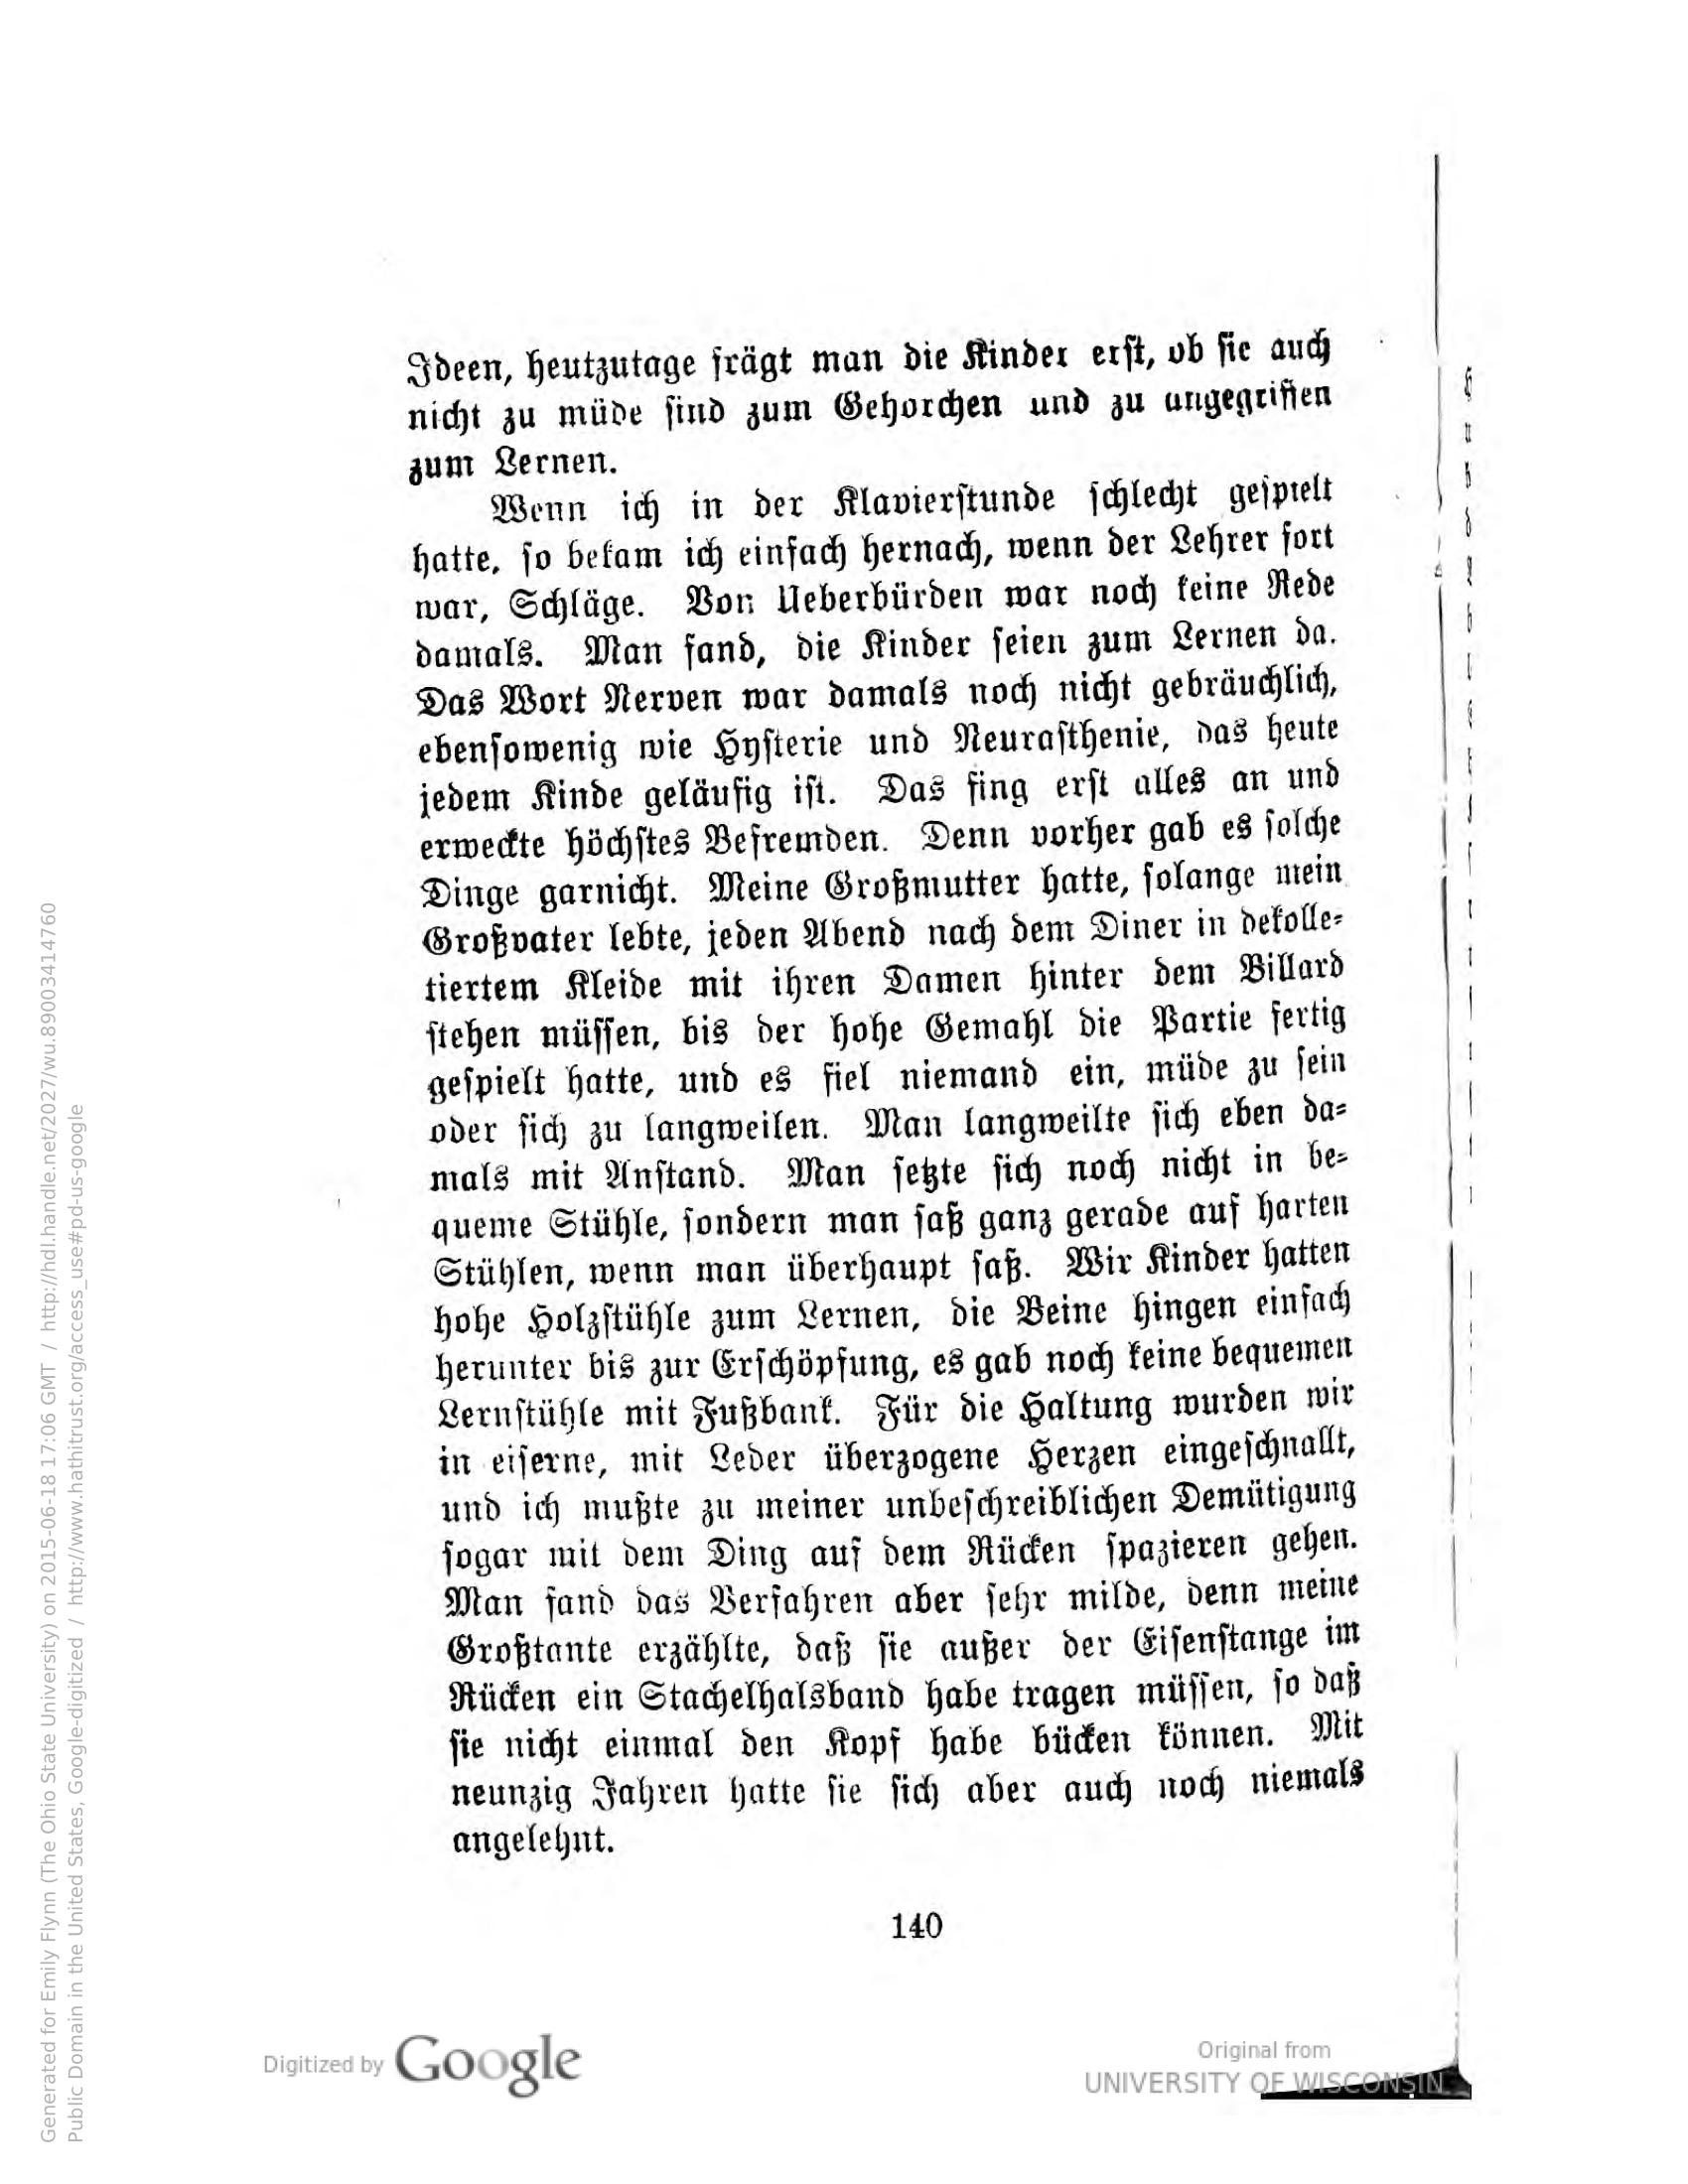 Ideen, heutzutage frägt man die Kinder erst, ob sie auch
nicht zu müde sind zum Gehorchen und zu angegriffen
zum Lernen.
Wenn ich in der Klavierstunde schlecht gespielt
hatte, so bekam ich einfach hernach, wenn der Lehrer fort
war, Schläge. Von Ueberbürden war noch keine Rede
damals. Man fand, die Kinder seien zum Lernen da.
Das Wort Nerven war damals noch nicht gebräuchlich,
ebensowenig wie Hysterie und Neurasthenie, das heute
jedem Kinde geläufig ist. Das fing erst alles an und
erweckte höchstes Befremden. Denn vorher gab es solche
Dinge garnicht. Meine Großmutter hatte, solange mein
Großvater lebte, jeden Abend nach dem Diner in dekolle-
tiertem Kleide mit ihren Damen hinter dem Billard
stehen müssen, bis der hohe Gemahl die Partie fertig
gespielt hatte, und es fiel niemand ein, müde zu sein
oder sich zu langweilen. Man langweilte sich eben da-
mals mit Anstand. Man setzte sich noch nicht in be-
queme Stühle, sondern man saß ganz gerade auf harten
Stühlen, wenn man überhaupt saß. Wir Kinder hatten
hohe Holzstühle zum Lernen, die Beine hingen einfach
herunter bis zur Erschöpfung, es gab noch keine bequemen
Lernstühle mit Fußbank. Für die Haltung wurden wir
in eiserne, mit Leder überzogene Herzen eingeschnallt,
und ich mußte zu meiner unbeschreiblichen Demütigung
sogar mit dem Ding auf dem Rücken spazieren gehen.
Man fand das Verfahren aber sehr milde, denn meine
Großtante erzählte, daß sie außer der Eisenstange im
Rücken ein Stachelhalsband habe tragen müssen, so daß
sie nicht einmal den Kopf habe bücken können. Mit
neunzig Jahren hatte sie sich aber auch noch niemals
angelehnt.
140
Digitized by Google
Original from
UNIVERSITY OF WISCONSIN
Generated for Emily Flynn (The Ohio State University) on 2015-06-18 17:06 GMT / http://hdl.handle.net/2027/wu.89003414760
Public Domain in the United States, Google-digitized / http://www.hathitrust.org/access_use#pd-us-google